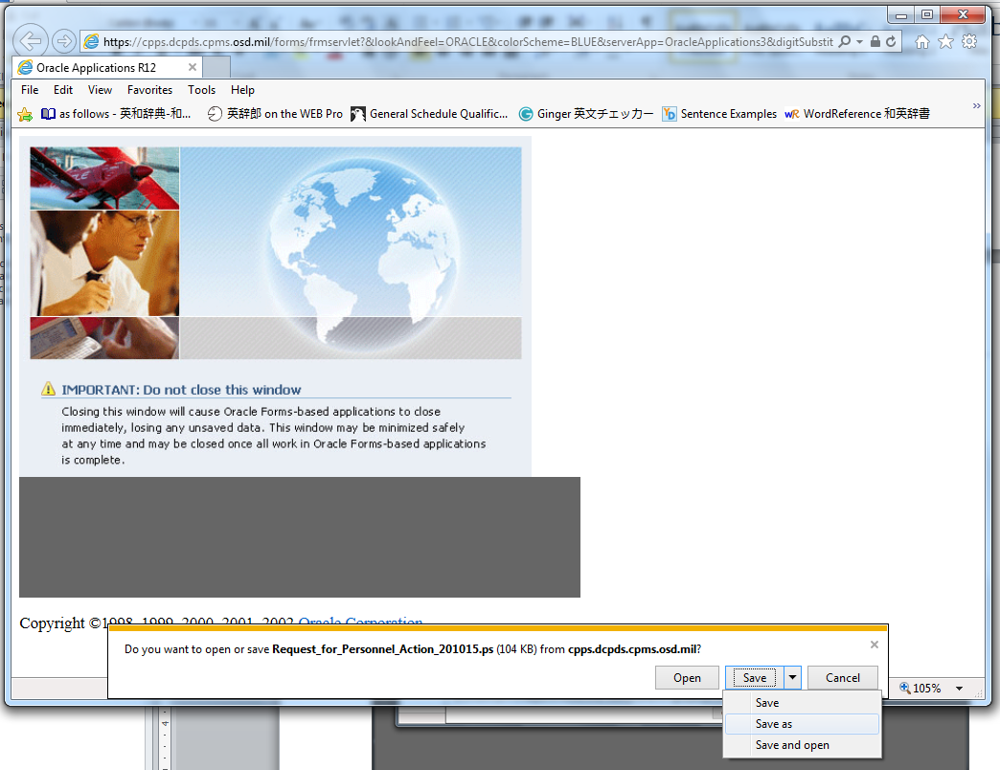 https://cpps.dcpds.cpms.osd.mil/forms/frmservlet?&lookAndFeel=ORACLE&colorScheme=BLUE&serverApp=OracleApplications3&digitSubstit
Oracle Applications R12
File Edit View Favorites Tools Help
as follows - 英和辞典-和... 英辞郎 on the WEB Pro General Schedule Qualific... Ginger 英文チェッカー Sentence Examples wR WordReference 和英辞書
IMPORTANT: Do not close this window
Closing this window will cause Oracle Forms-based applications to close
immediately, losing any unsaved data. This window may be minimized safely
at any time and may be closed once all work in Oracle Forms-based applications
is complete.
Copyright ©1998, 1999, 2000, 2001, 2002 Oracle Corporation
Do you want to open or save Request_for_Personnel_Action_201015.ps (104 KB) from cpps.dcpds.cpms.osd.mil?
Open Save Cancel
105%
Save
Save as
Save and open